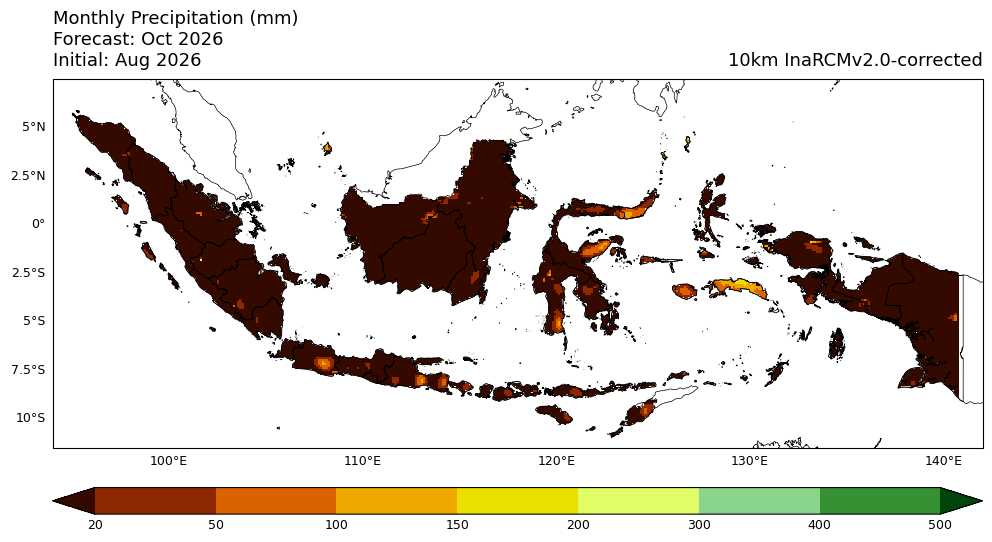 Monthly Precipitation (mm)
Forecast: Oct 2026
Initial: Aug 2026
10km InaRCMv2.0-corrected
5°N
2.5°N
0°
2.5°S
5°S
7.5°S
10°S
100°E 110°E 120°E 130°E 140°E
20 50 100 150 200 300 400 500